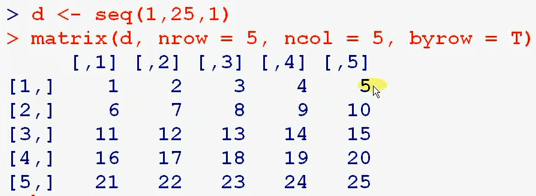 > d <- seq(1,25,1)
> matrix(d, nrow = 5, ncol = 5, byrow = T)
     [,1] [,2] [,3] [,4] [,5]
[1,]    1    2    3    4    5
[2,]    6    7    8    9   10
[3,]   11   12   13   14   15
[4,]   16   17   18   19   20
[5,]   21   22   23   24   25